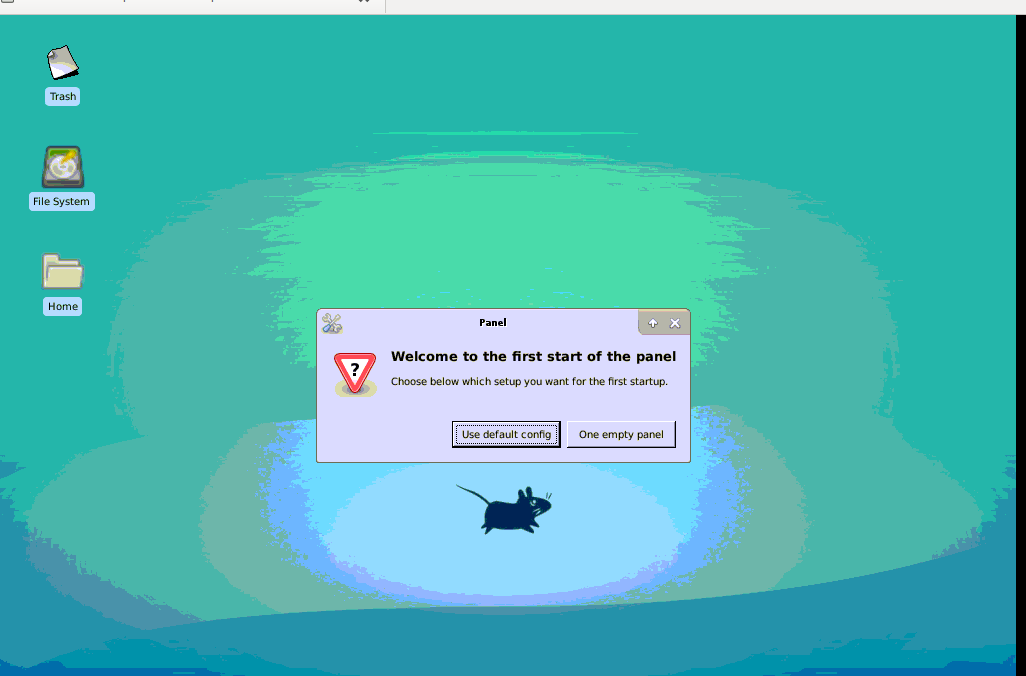 Trash
File System
Home
Panel
?
Welcome to the first start of the panel
Choose below which setup you want for the first startup.
Use default config
One empty panel